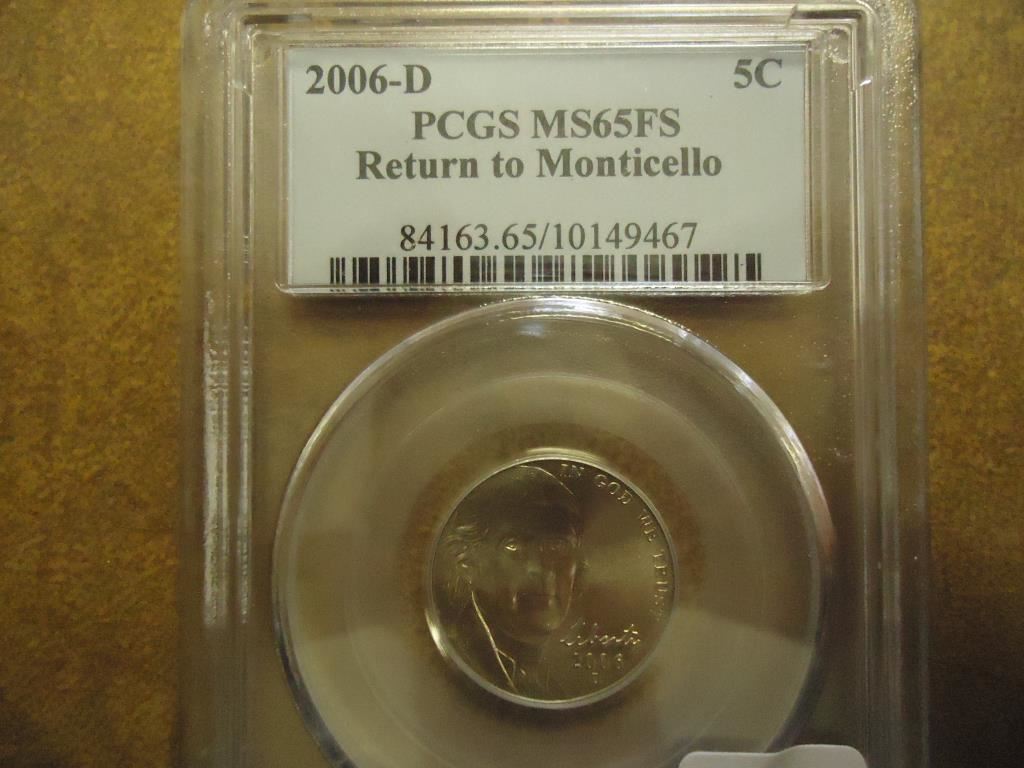 2006-D 5C
PCGS MS65FS
Return to Monticello
84163.65/10149467
IN GOD WE TRUST
Liberty
2006
D